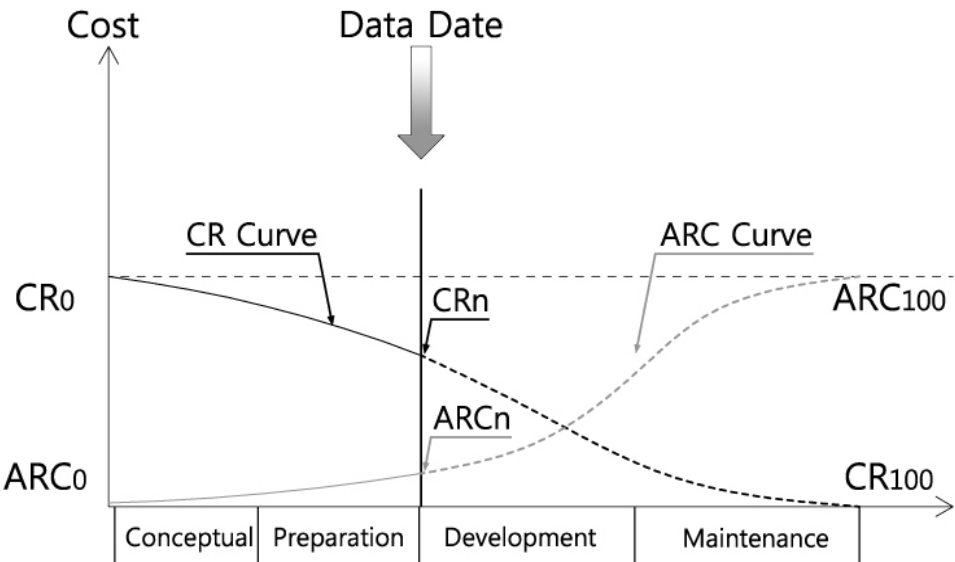 Cost
Data Date
CR Curve
ARC Curve
CR0
CRn
ARC100
ARCn
ARC0
CR100
Conceptual
Preparation
Development
Maintenance